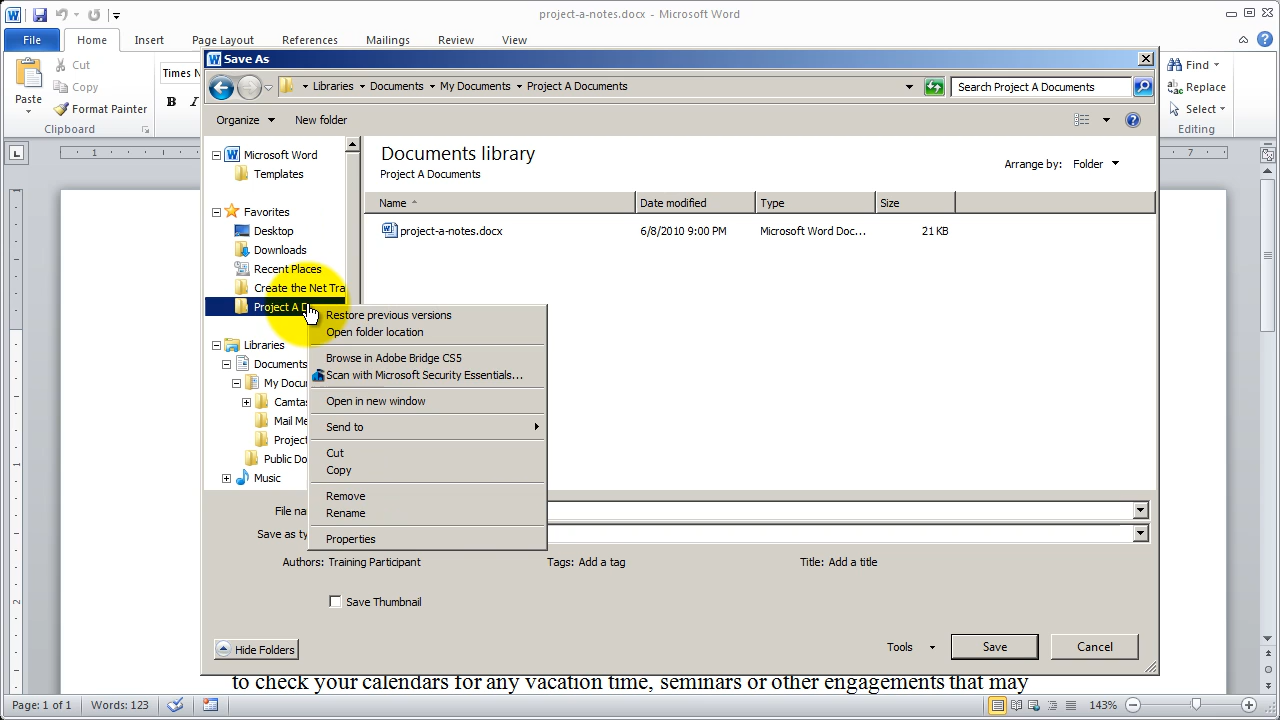 project-a-notes.docx - Microsoft Word
File Home Insert Page Layout References Mailings Review View
Paste
Cut
Copy
Format Painter
Clipboard
Times N
B I
Find
Replace
Select
Editing
Save As
Libraries Documents My Documents Project A Documents
Search Project A Documents
Organize New folder
Microsoft Word
Templates
Favorites
Desktop
Downloads
Recent Places
Create the Net Tra
Project A D
Libraries
Documents
My Docu
Camtas
Mail Me
Project
Public Do
Music
Documents library
Project A Documents
Arrange by: Folder
Name Date modified Type Size
project-a-notes.docx 6/8/2010 9:00 PM Microsoft Word Doc... 21 KB
Restore previous versions
Open folder location
Browse in Adobe Bridge CS5
Scan with Microsoft Security Essentials...
Open in new window
Send to
Cut
Copy
Remove
Rename
Properties
File na
Save as typ
Authors: Training Participant Tags: Add a tag Title: Add a title
Save Thumbnail
Hide Folders
Tools Save Cancel
to check your calendars for any vacation time, seminars or other engagements that may
Page: 1 of 1 Words: 123 143%